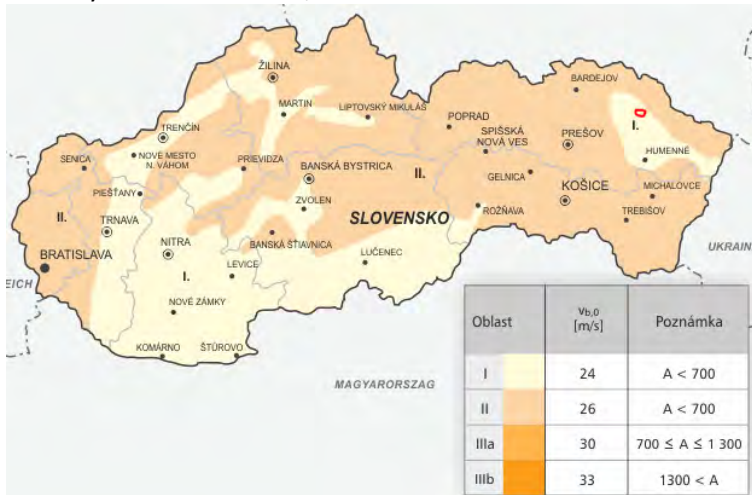 BARDEJOV
ŽILINA
MARTIN
LIPTOVSKÝ MIKULÁŠ
POPRAD
I.
TRENČÍN
SPIŠSKÁ
NOVÁ VES
PREŠOV
SENICA
NOVÉ MESTO
N. VÁHOM
PRIEVIDZA
BANSKÁ BYSTRICA
HUMENNÉ
II.
GELNICA
PIEŠŤANY
KOŠICE
MICHALOVCE
II.
ZVOLEN
ROŽŇAVA
TREBIŠOV
TRNAVA
SLOVENSKO
NITRA
BANSKÁ ŠŤIAVNICA
BRATISLAVA
LUČENEC
UKRAIN
I.
LEVICE
EICH
NOVÉ ZÁMKY
KOMÁRNO
ŠTÚROVO
MAGYARORSZÁG
Oblast vb,0 [m/s] Poznámka
I 24 A < 700
II 26 A < 700
IIIa 30 700 ≤ A ≤ 1 300
IIIb 33 1300 < A